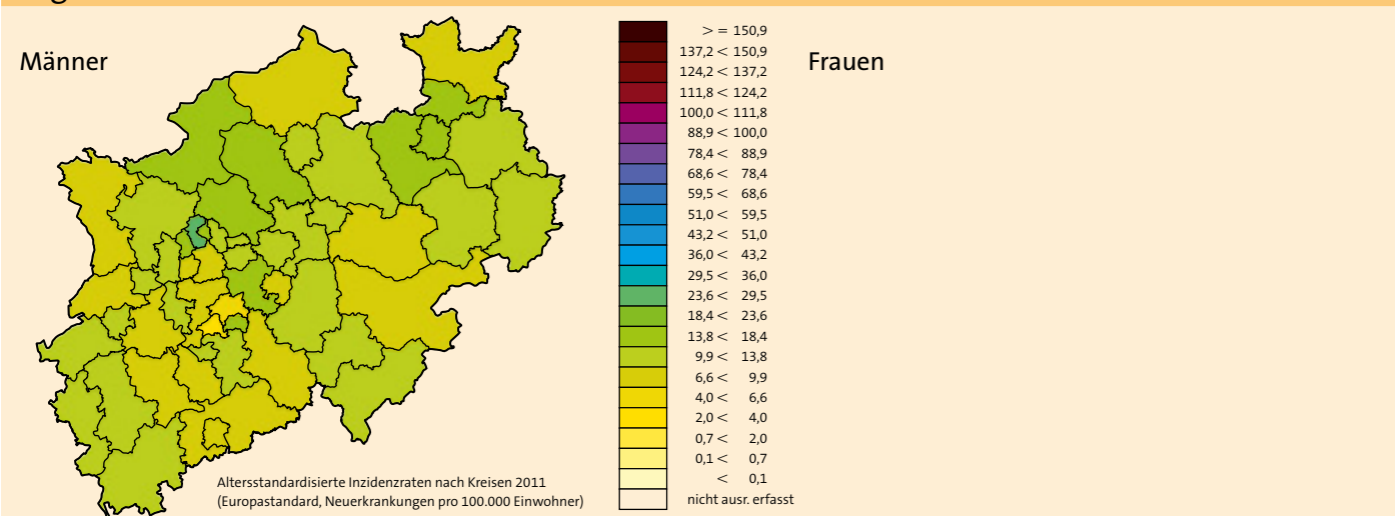 Männer
Frauen
> = 150,9
137,2 < 150,9
124,2 < 137,2
111,8 < 124,2
100,0 < 111,8
88,9 < 100,0
78,4 < 88,9
68,6 < 78,4
59,5 < 68,6
51,0 < 59,5
43,2 < 51,0
36,0 < 43,2
29,5 < 36,0
23,6 < 29,5
18,4 < 23,6
13,8 < 18,4
9,9 < 13,8
6,6 < 9,9
4,0 < 6,6
2,0 < 4,0
0,7 < 2,0
0,1 < 0,7
< 0,1
nicht ausr. erfasst
Altersstandardisierte Inzidenzraten nach Kreisen 2011
(Europastandard, Neuerkrankungen pro 100.000 Einwohner)